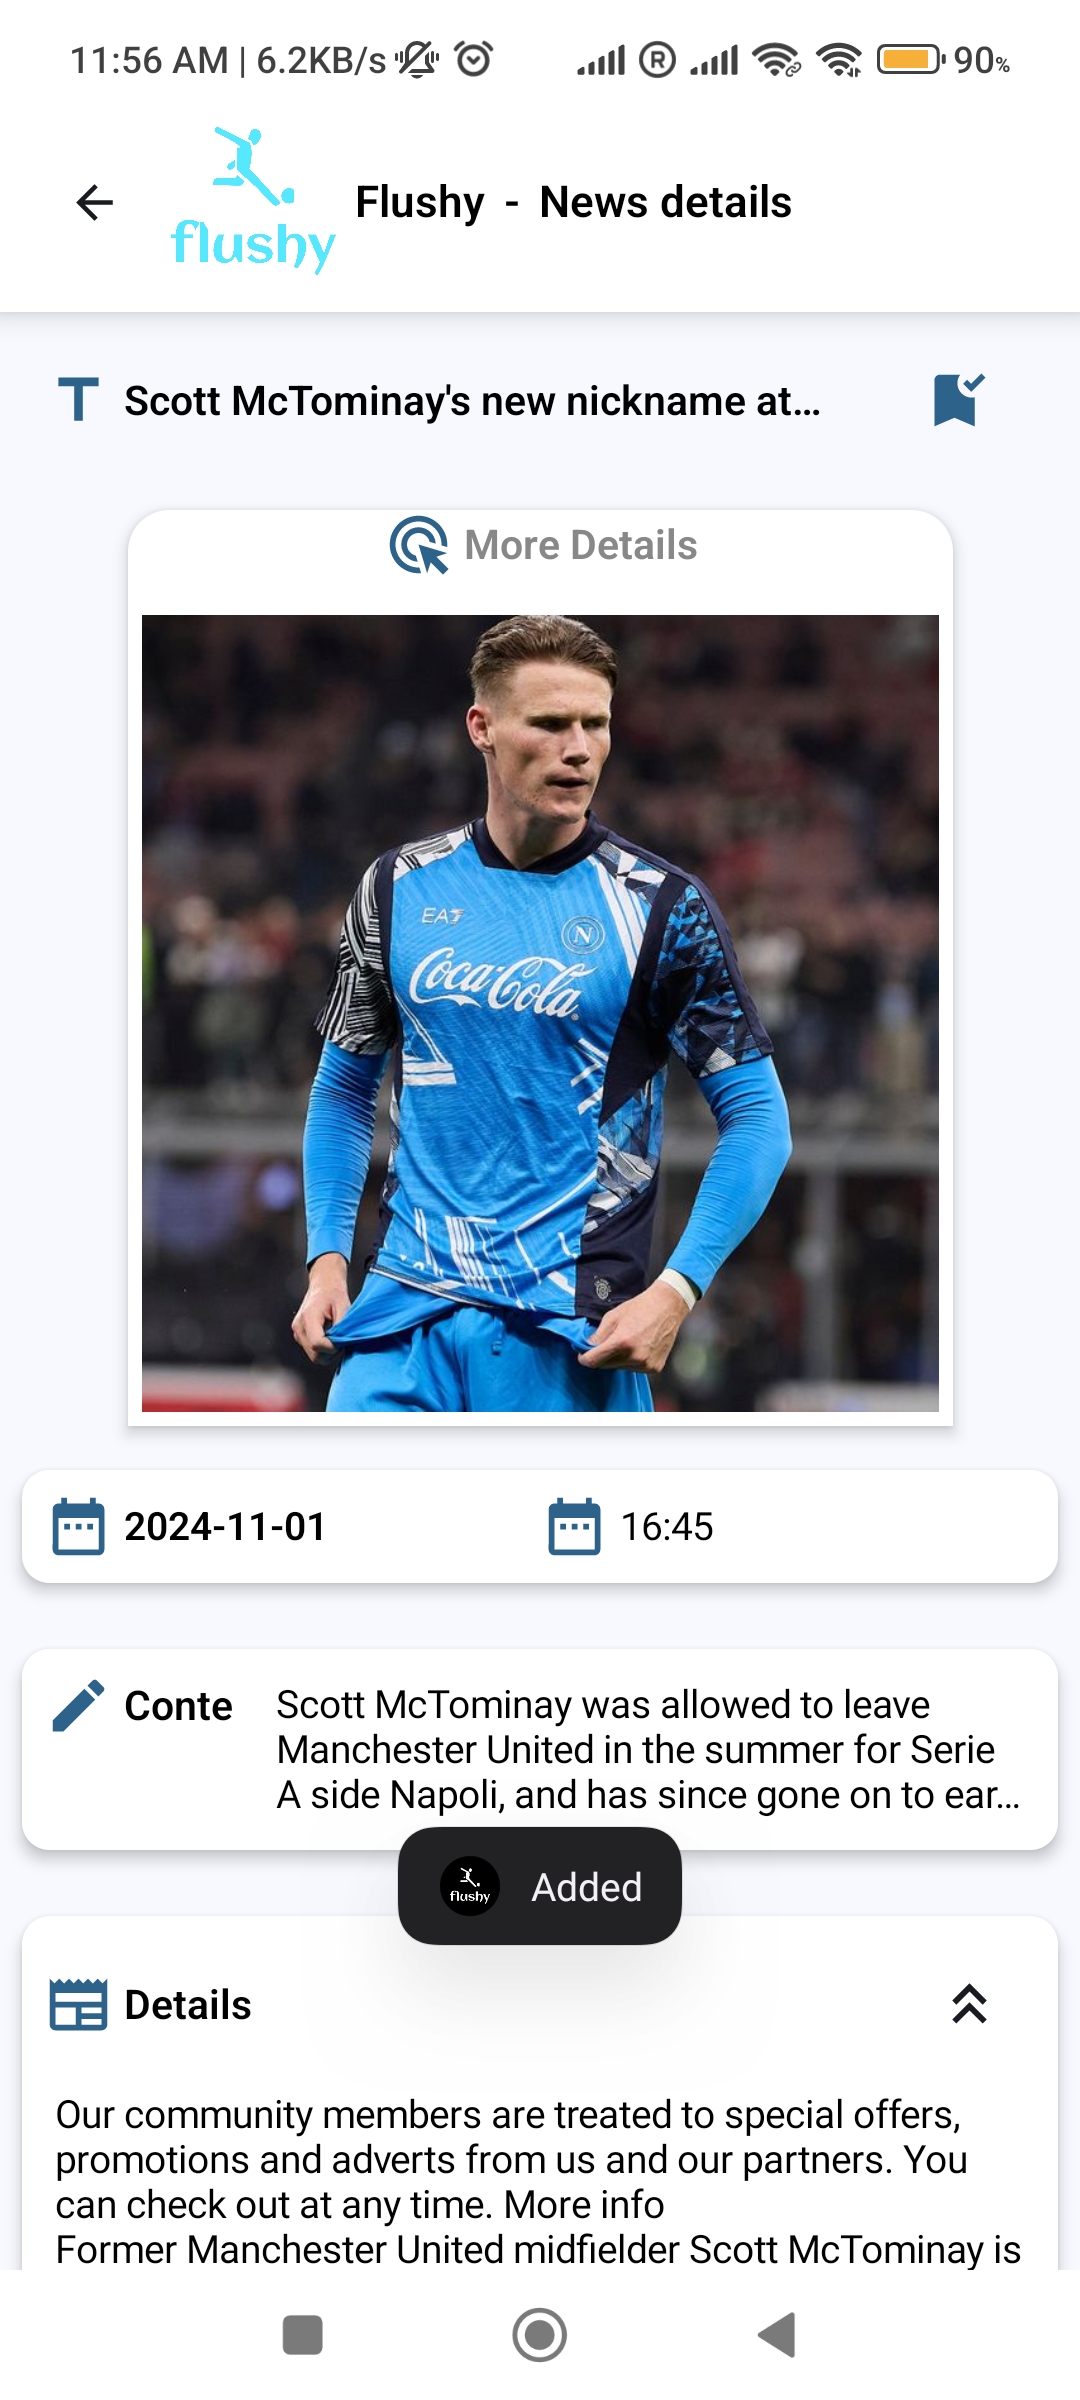 11:56 AM | 6.2KB/s
R
90%
flushy
Flushy - News details
T
Scott McTominay's new nickname at...
More Details
EA7
N
Coca-Cola
2024-11-01
16:45
Conte
Scott McTominay was allowed to leave
Manchester United in the summer for Serie
A side Napoli, and has since gone on to ear...
flushy
Added
Details
Our community members are treated to special offers,
promotions and adverts from us and our partners. You
can check out at any time. More info
Former Manchester United midfielder Scott McTominay is